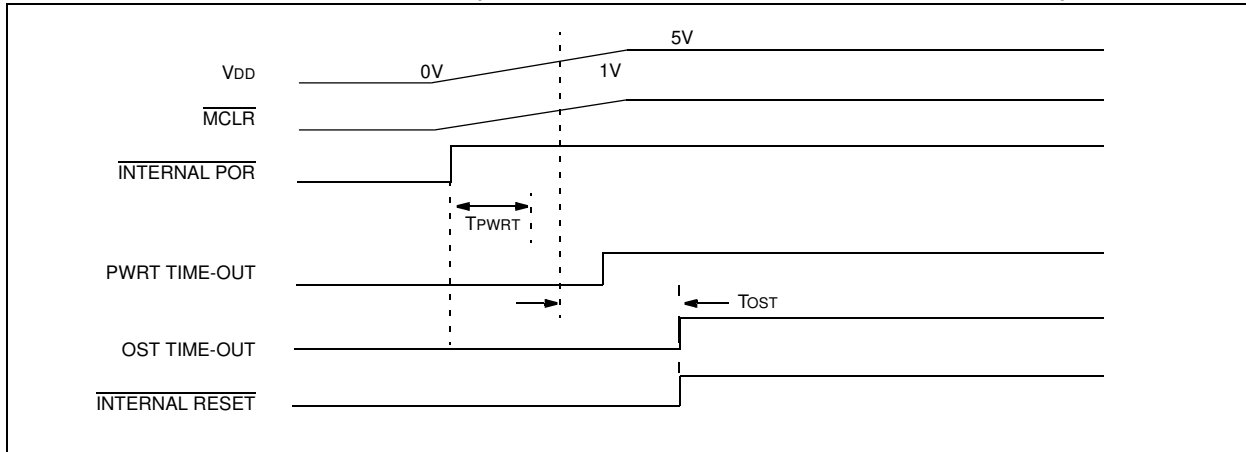 5V
VDD 0V 1V
MCLR
INTERNAL POR
TPWRT
PWRT TIME-OUT
TOST
OST TIME-OUT
INTERNAL RESET